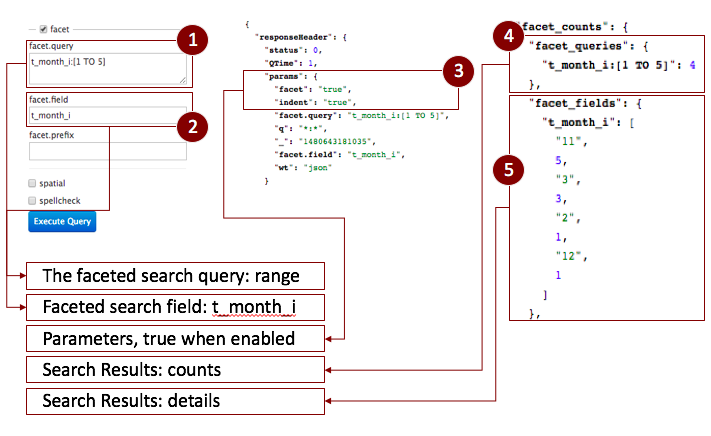 facet
facet.query
t_month_i:[1 TO 5]
facet.field
t_month_i
facet.prefix
spatial
spellcheck
Execute Query
1
2
{
"responseHeader": {
"status": 0,
"QTime": 1,
"params": {
"facet": "true",
"indent": "true",
"facet.query": "t_month_i:[1 TO 5]",
"q": "*:*",
"_": "1480643181035",
"facet.field": "t_month_i",
"wt": "json"
}
3
4
"facet_counts": {
"facet_queries": {
"t_month_i:[1 TO 5]": 4
},
5
"facet_fields": {
"t_month_i": [
"11",
5,
"3",
3,
"2",
1,
"12",
1
]
},
The faceted search query: range
Faceted search field: t_month_i
Parameters, true when enabled
Search Results: counts
Search Results: details